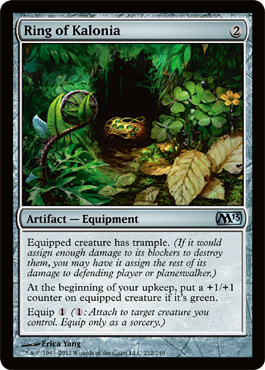 Ring of Kalonia 2
M13
Artifact — Equipment
Equipped creature has trample. (If it would
assign enough damage to its blockers to destroy
them, you may have it assign the rest of its
damage to defending player or planeswalker.)
At the beginning of your upkeep, put a +1/+1
counter on equipped creature if it's green.
Equip 1 (1: Attach to target creature you
control. Equip only as a sorcery.)
Erica Yang
™ & © 1993–2012 Wizards of the Coast LLC 212/249